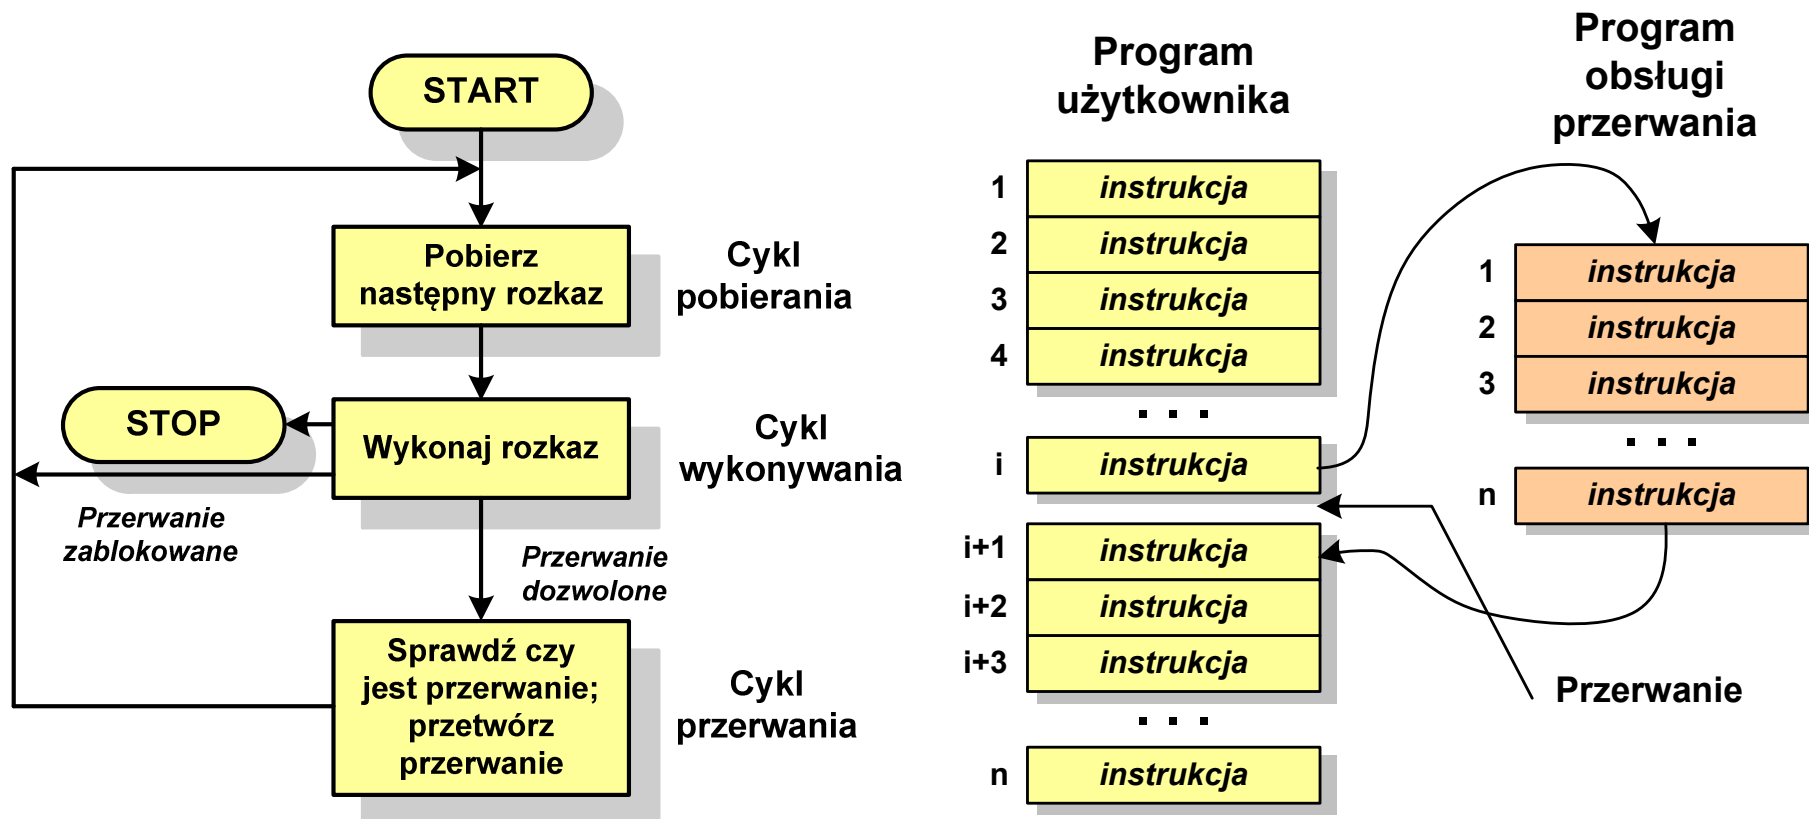 START
Pobierz
następny rozkaz
Cykl
pobierania
STOP
Wykonaj rozkaz
Cykl
wykonywania
Przerwanie
zablokowane
Przerwanie
dozwolone
Sprawdź czy
jest przerwanie;
przetwórz
przerwanie
Cykl
przerwania
Program
użytkownika
1 instrukcja
2 instrukcja
3 instrukcja
4 instrukcja
. . .
i instrukcja
i+1 instrukcja
i+2 instrukcja
i+3 instrukcja
. . .
n instrukcja
Program
obsługi
przerwania
1 instrukcja
2 instrukcja
3 instrukcja
. . .
n instrukcja
Przerwanie